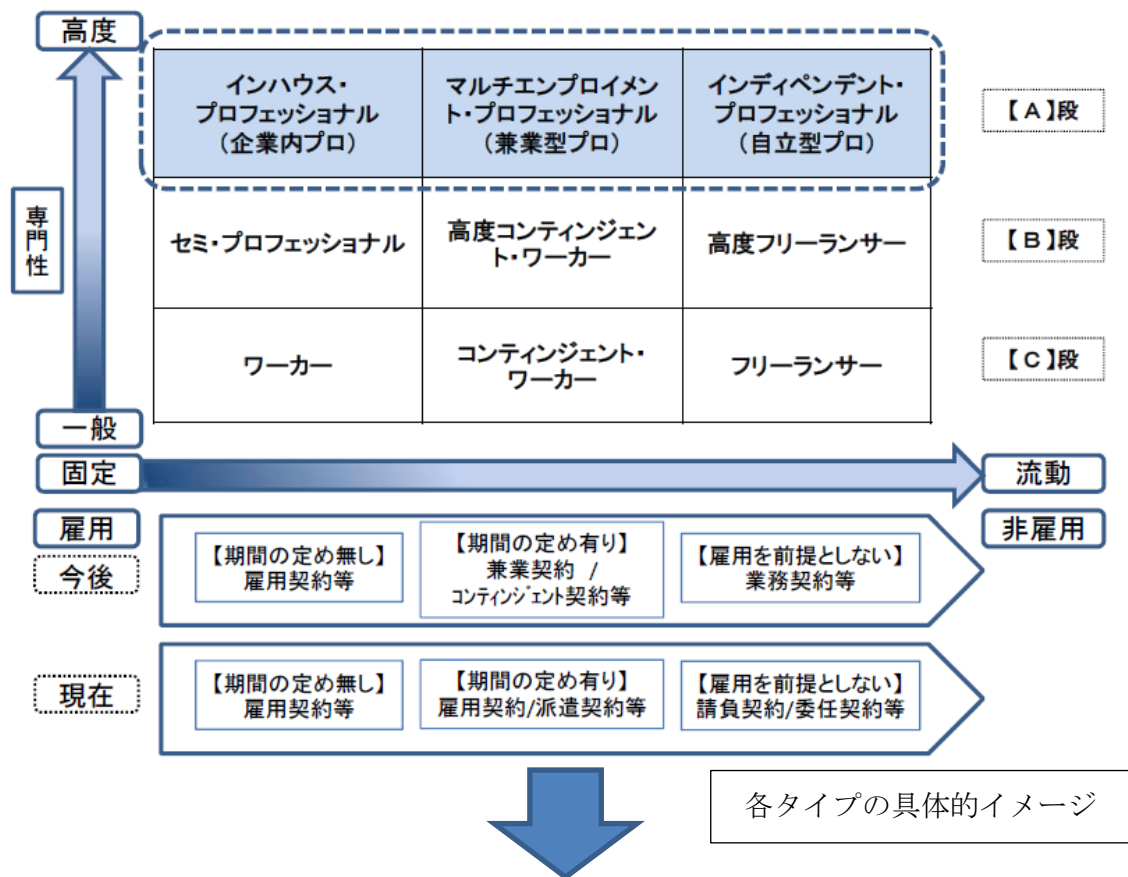 高度
インハウス・
プロフェッショナル
（企業内プロ）
マルチエンプロイメン
ト・プロフェッショナル
（兼業型プロ）
インディペンデント・
プロフェッショナル
（自立型プロ）
【A】段
専門性
セミ・プロフェッショナル
高度コンティンジェン
ト・ワーカー
高度フリーランサー
【B】段
ワーカー
コンティンジェント・
ワーカー
フリーランサー
【C】段
一般
固定
流動
雇用
非雇用
今後
【期間の定め無し】
雇用契約等
【期間の定め有り】
兼業契約 /
ｺﾝﾃｨﾝｼﾞｪﾝﾄ契約等
【雇用を前提としない】
業務契約等
現在
【期間の定め無し】
雇用契約等
【期間の定め有り】
雇用契約/派遣契約等
【雇用を前提としない】
請負契約/委任契約等
各タイプの具体的イメージ